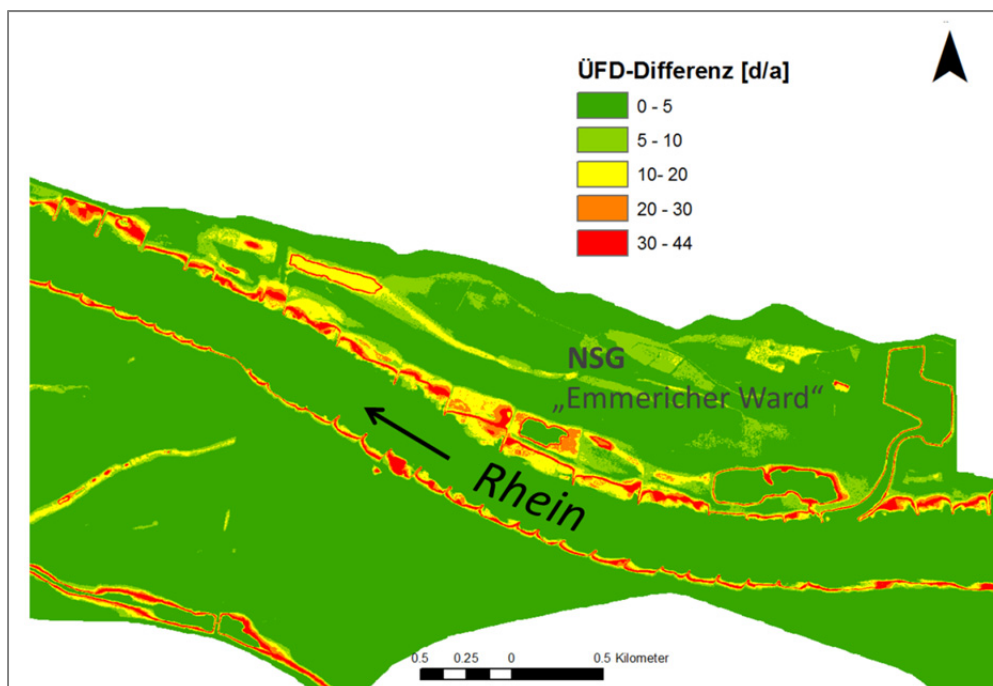 ÜFD-Differenz [d/a]
0 - 5
5 - 10
10- 20
20 - 30
30 - 44
NSG
„Emmericher Ward“
Rhein
0.5 0.25 0 0.5 Kilometer